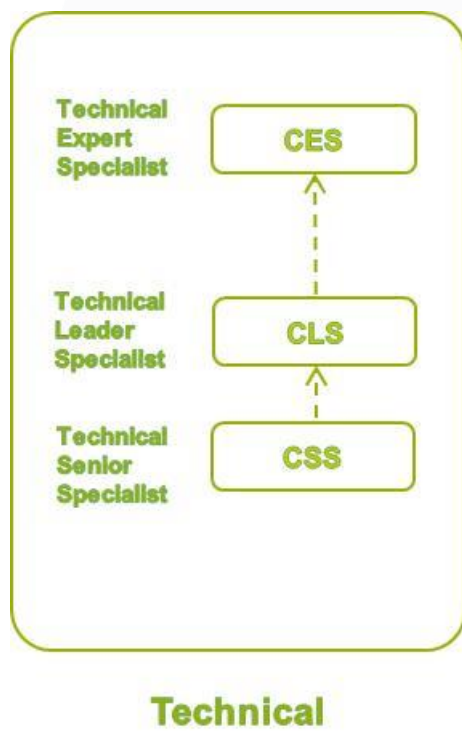 Technical
Expert
Specialist
CES
Technical
Leader
Specialist
CLS
Technical
Senior
Specialist
CSS
Technical